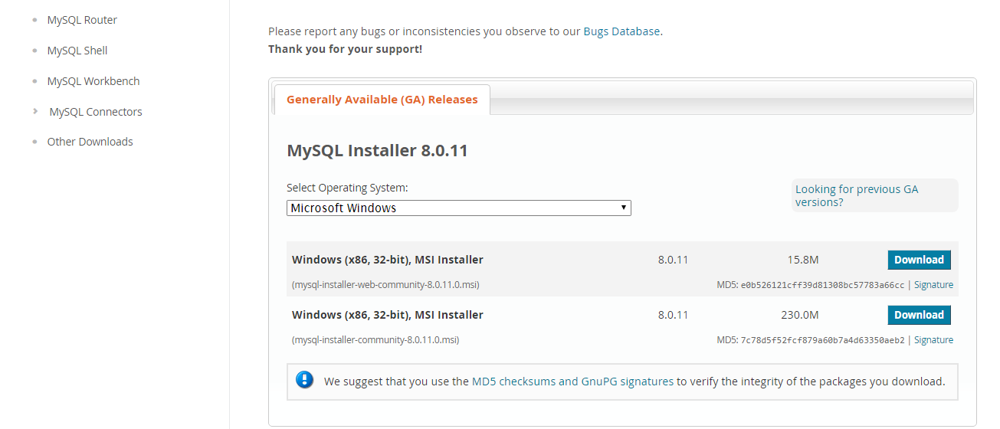 MySQL Router
MySQL Shell
MySQL Workbench
MySQL Connectors
Other Downloads
Please report any bugs or inconsistencies you observe to our Bugs Database.
Thank you for your support!
Generally Available (GA) Releases
MySQL Installer 8.0.11
Select Operating System:
Looking for previous GA
versions?
Microsoft Windows
Windows (x86, 32-bit), MSI Installer 8.0.11 15.8M Download
(mysql-installer-web-community-8.0.11.0.msi) MD5: e0b526121cff39d81308bc57783a66cc | Signature
Windows (x86, 32-bit), MSI Installer 8.0.11 230.0M Download
(mysql-installer-community-8.0.11.0.msi) MD5: 7c78d5f52fcf879a60b7a4d63350aeb2 | Signature
We suggest that you use the MD5 checksums and GnuPG signatures to verify the integrity of the packages you download.